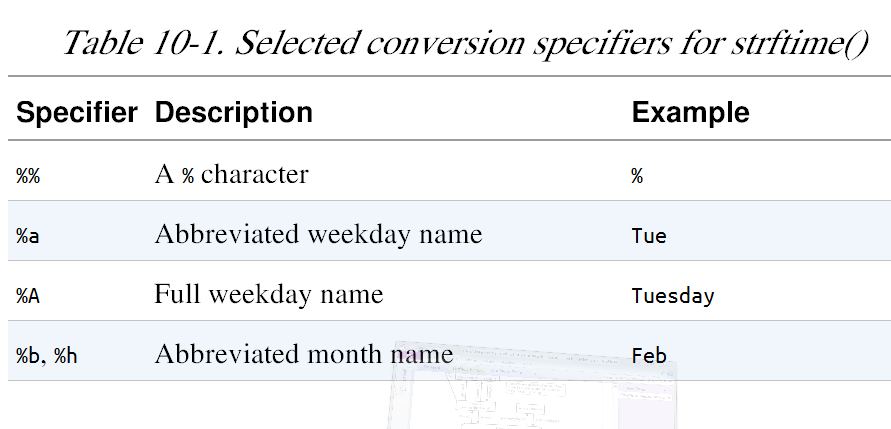 Table 10-1. Selected conversion specifiers for strftime()
Specifier Description Example
%% A % character %
%a Abbreviated weekday name Tue
%A Full weekday name Tuesday
%b, %h Abbreviated month name Feb